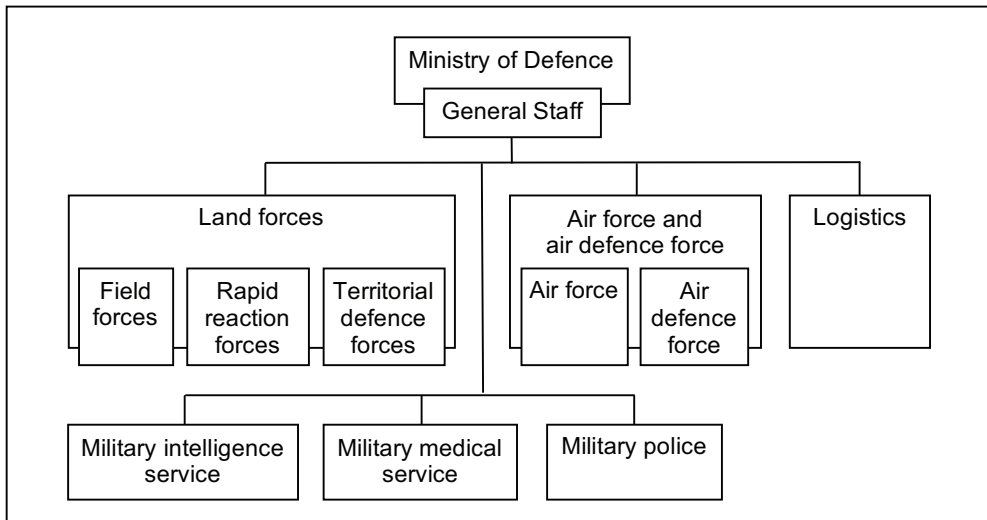 Ministry of Defence
General Staff
Land forces
Field
forces
Rapid
reaction
forces
Territorial
defence
forces
Air force and
air defence force
Air force
Air
defence
force
Logistics
Military intelligence
service
Military medical
service
Military police